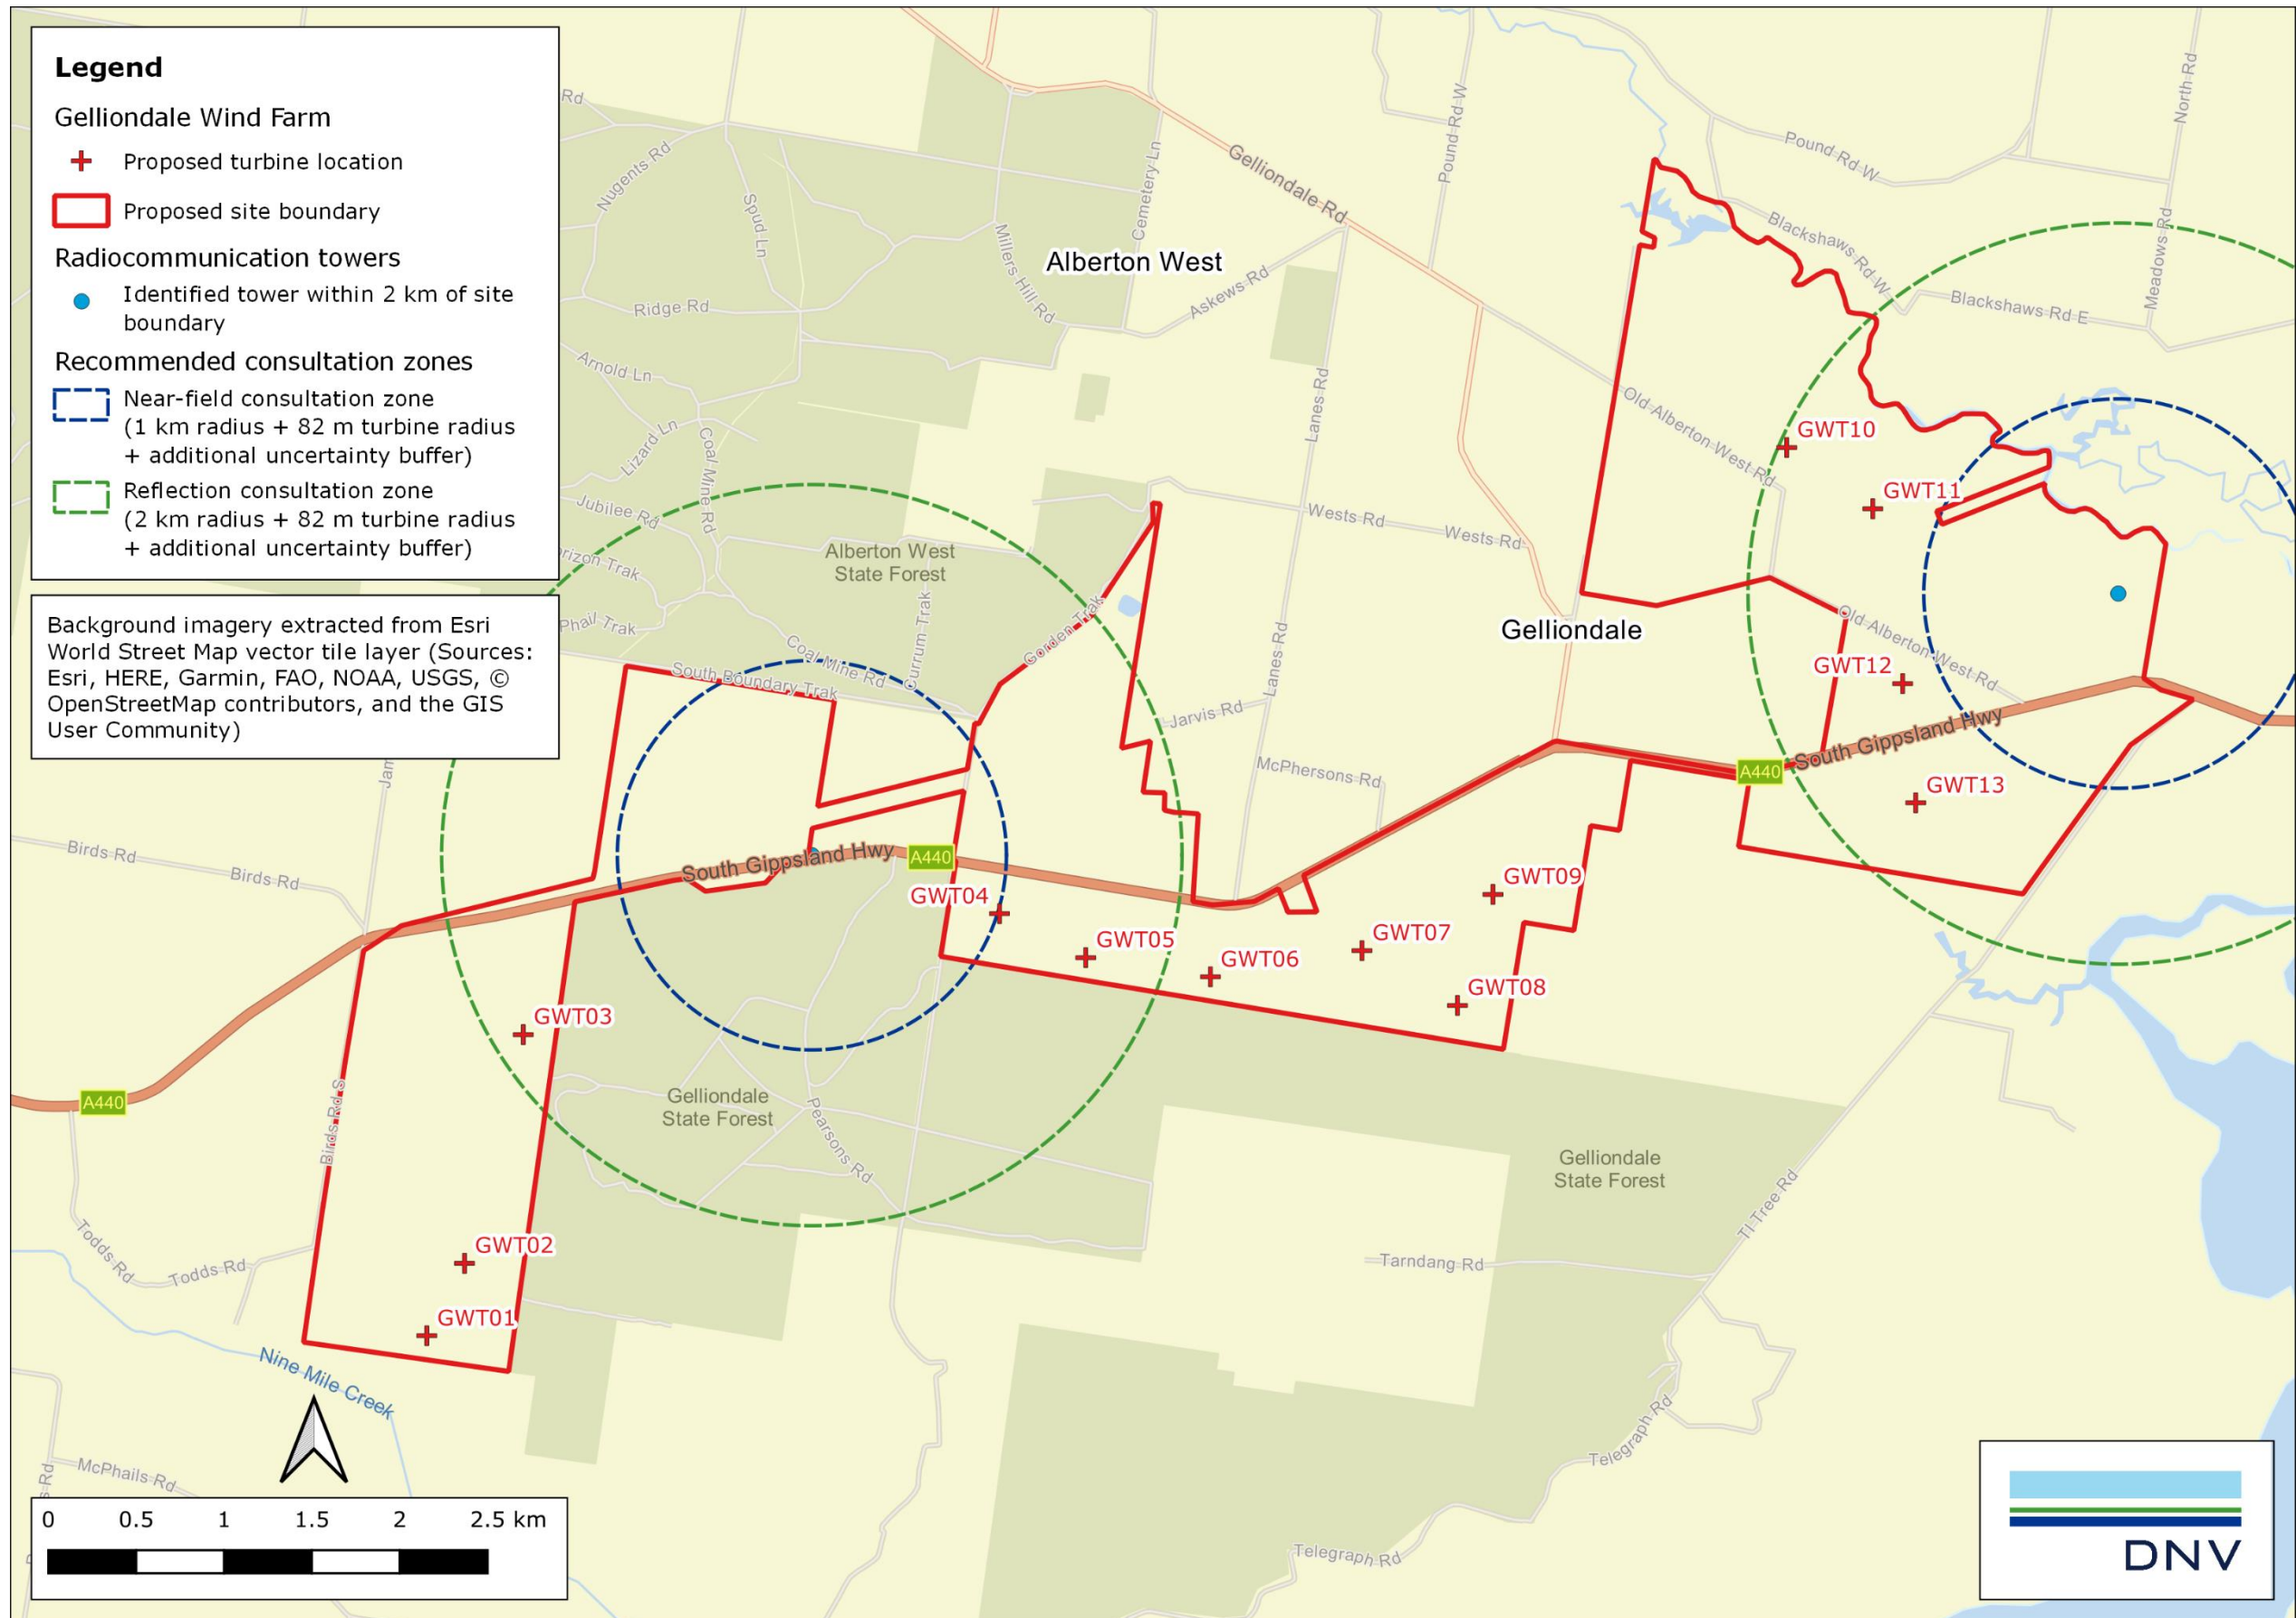 Legend
Gelliondale Wind Farm
Proposed turbine location
Proposed site boundary
Radiocommunication towers
Identified tower within 2 km of site
boundary
Recommended consultation zones
Near-field consultation zone
(1 km radius + 82 m turbine radius
+ additional uncertainty buffer)
Reflection consultation zone
(2 km radius + 82 m turbine radius
+ additional uncertainty buffer)
Background imagery extracted from Esri
World Street Map vector tile layer (Sources:
Esri, HERE, Garmin, FAO, NOAA, USGS, ©
OpenStreetMap contributors, and the GIS
User Community)
Rd
Nugents Rd
Spud Ln
Millers Hill Rd
Cemetery Ln
Gelliondale Rd
Pound Rd W
Pound Rd W
North Rd
Meadows Rd
Blackshaws Rd W
Blackshaws Rd E
Alberton West
Askews Rd
Ridge Rd
Arnold Ln
Lizard Ln
Coal Mine Rd
Jubilee Rd
rizon Trak
Phail Trak
Alberton West
State Forest
Currum Trak
Coal Mine Rd
South Boundary Trak
Gorden Trak
Lanes Rd
Wests Rd
Wests Rd
Lanes Rd
Jarvis Rd
McPhersons Rd
Old Alberton West Rd
GWT10
GWT11
Gelliondale
Old Alberton West Rd
GWT12
South Gippsland Hwy
A440
GWT13
Jam
Birds Rd
Birds Rd
South Gippsland Hwy
A440
GWT04
GWT05
GWT06
GWT07
GWT09
GWT08
GWT03
A440
Birds Rd S
Gelliondale
State Forest
Pearsons Rd
Gelliondale
State Forest
TI Tree Rd
Tarndang Rd
Todds Rd
Todds Rd
GWT02
GWT01
Nine Mile Creek
McPhails Rd
s Rd
Telegraph Rd
Telegraph Rd
0 0.5 1 1.5 2 2.5 km
DNV